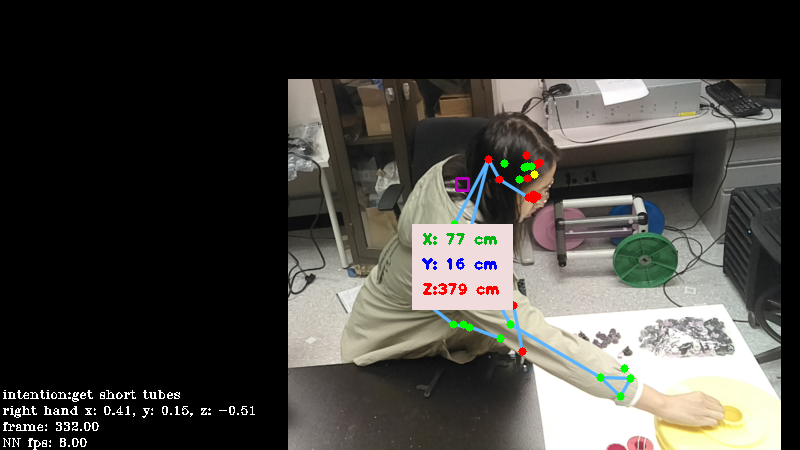 X: 77 cm
Y: 16 cm
Z:379 cm
intention:get short tubes
right hand x: 0.41, y: 0.15, z: −0.51
frame: 332.00
NN fps: 8.00